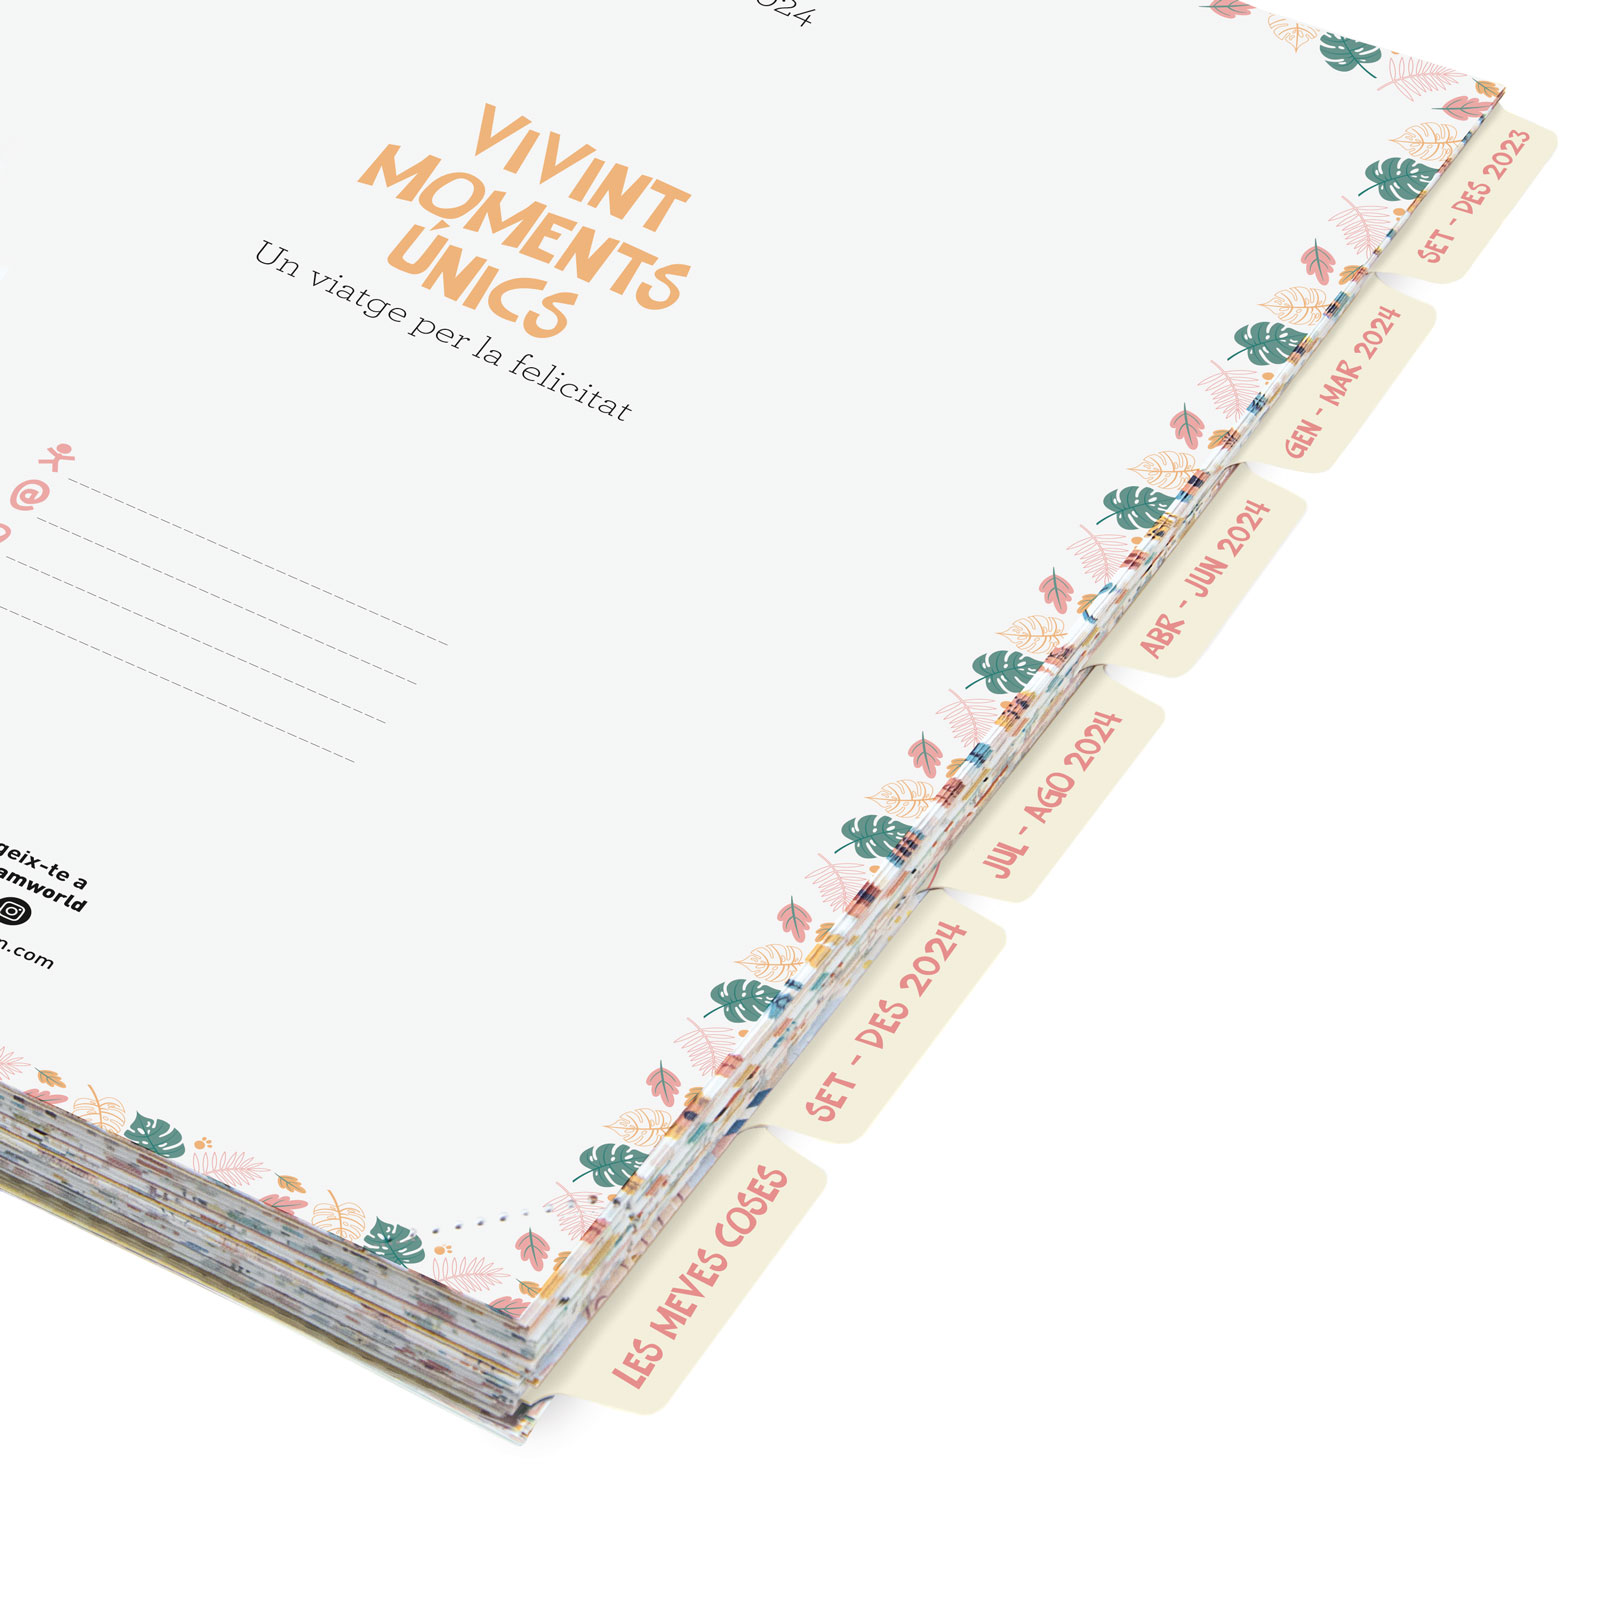 VIVINT
MOMENTS
ÚNICS
Un viatge per la felicitat
@
SET - DES 2023
GEN - MAR 2024
ABR - JUN 2024
JUL - AGO 2024
SET - DES 2024
LES MEVES COSES